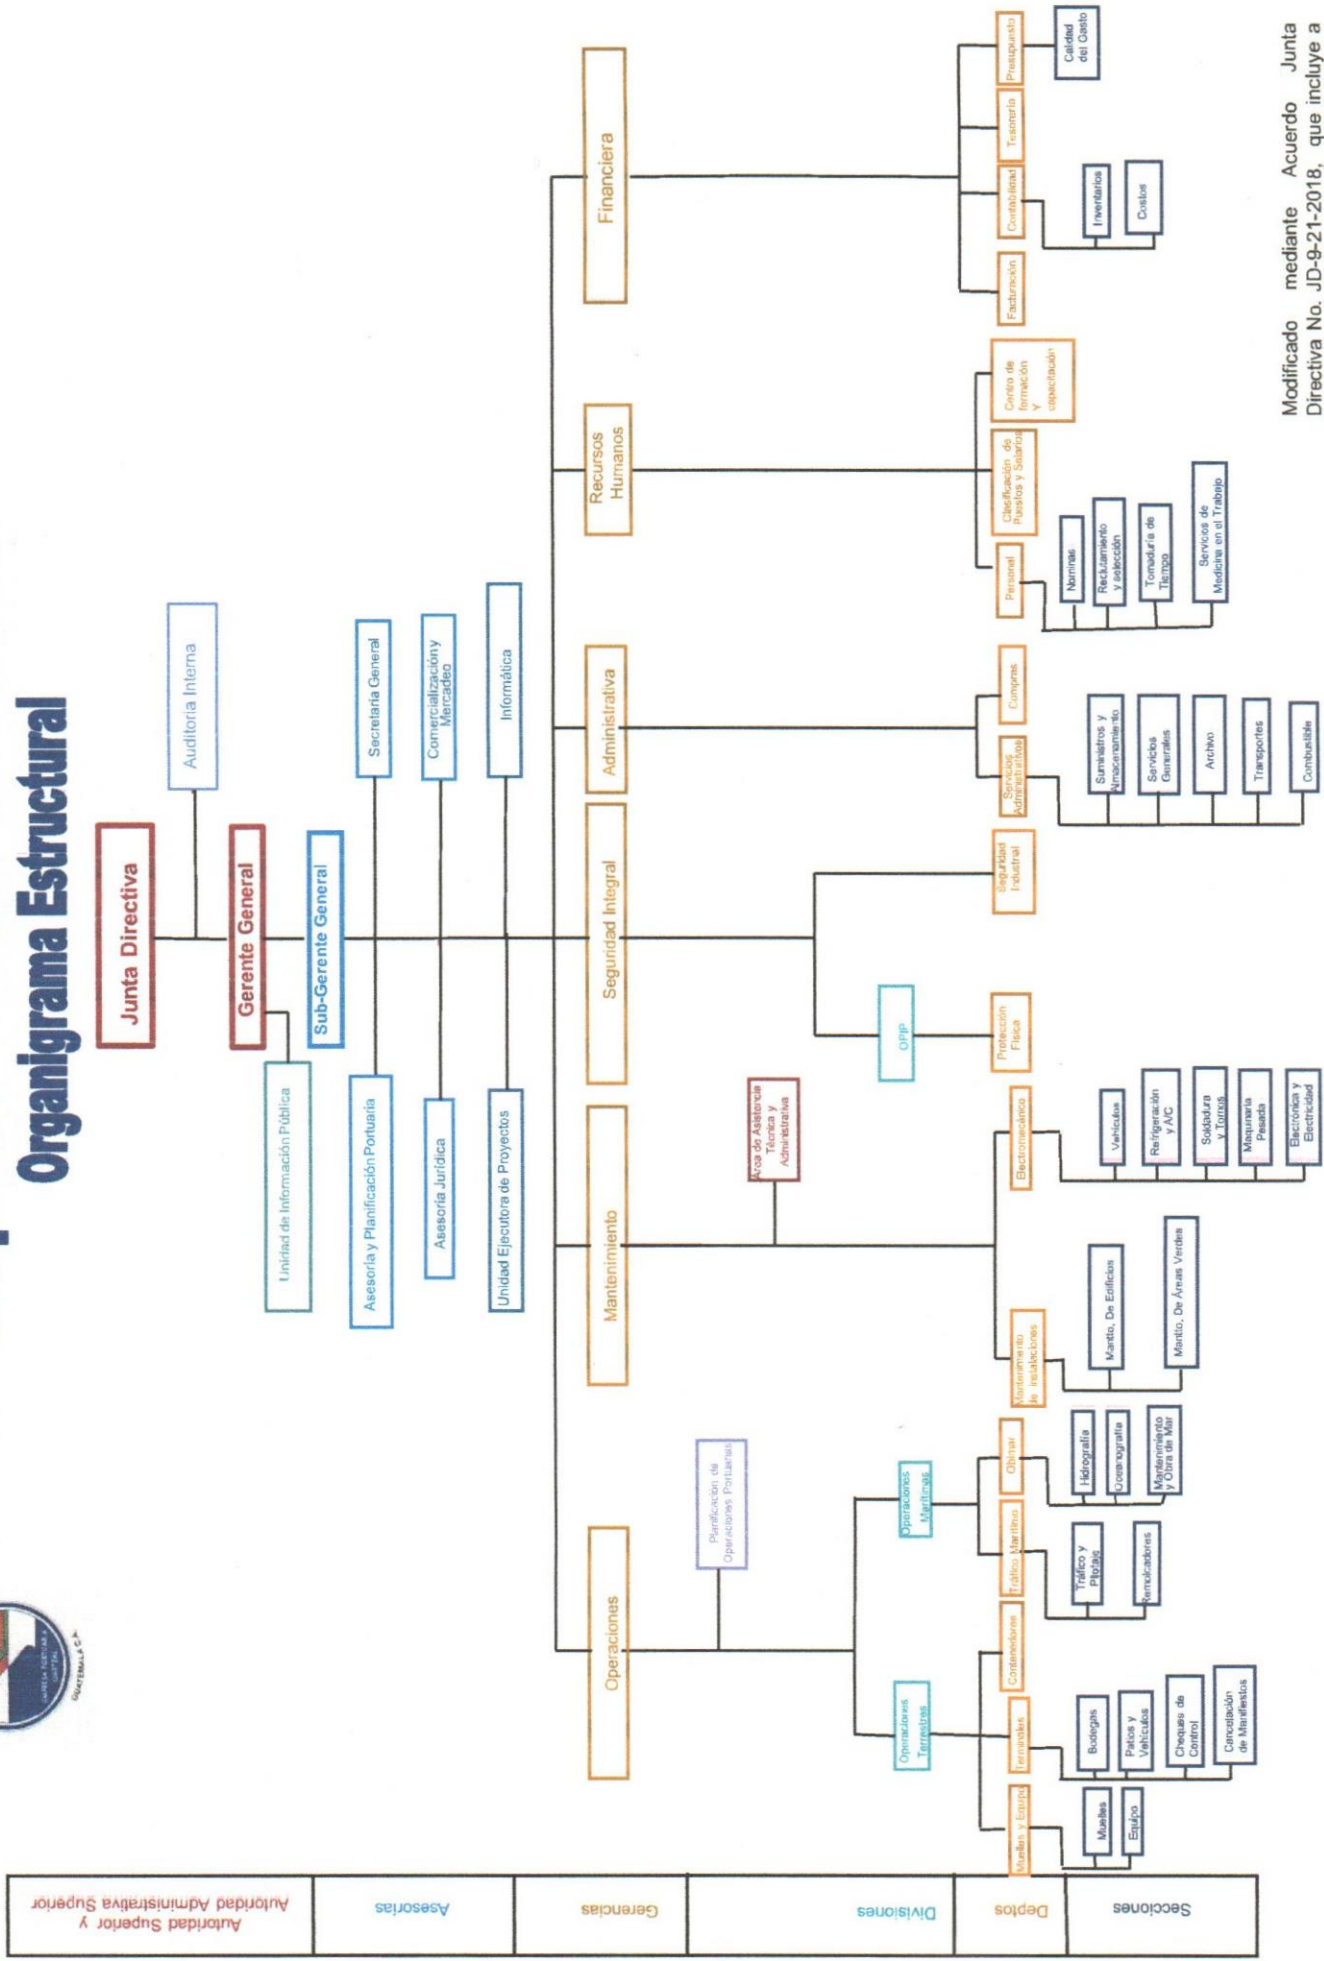 Organigrama Estructural
GUATEMALA C.A.
Junta Directiva
Auditoria Interna
Gerente General
Unidad de Información Pública
Sub-Gerente General
Asesoría y Planificación Portuaria
Secretaria General
Asesoría Jurídica
Comercialización y
Mercadeo
Unidad Ejecutora de Proyectos
Informática
Operaciones
Mantenimiento
Seguridad Integral
Administrativa
Recursos
Humanos
Financiera
Planificación de
Operaciones Portuarias
Área de Asistencia
Técnica y
Administrativa
Operaciones
Terrestres
Operaciones
Marítimas
OPIP
Muelles y Equipo
Terminales
Contenedores
Tráfico Marítimo
Obimar
Mantenimiento
de instalaciones
Electromecánico
Protección
Física
Seguridad
Industrial
Servicios
Administrativos
Compras
Personal
Clasificación de
Puestos y Salarios
Centro de
formación
Y
capacitación
Facturación
Contabilidad
Tesorería
Presupuesto
Muelles
Equipo
Bodegas
Patios y
Vehículos
Cheques de
Control
Cancelación
de Manifiestos
Tráfico y
Pilotaje
Remolcadores
Hidrografía
Oceanografía
Mantenimiento
y Obra de Mar
Mantto. De Edificios
Mantto. De Áreas Verdes
Vehículos
Refrigeración
y A/C
Soldadura
y Tornos
Maquinaria
Pesada
Electrónica y
Electricidad
Suministros y
Almacenamiento
Servicios
Generales
Archivo
Transportes
Combustible
Nominas
Reclutamiento
y selección
Tomaduría de
Tiempo
Servicios de
Medicina en el Trabajo
Inventarios
Costos
Calidad
del Gasto
Autoridad Superior y
Autoridad Administrativa Superior
Asesorias
Gerencias
Divisiones
Deptos
Secciones
Modificado mediante Acuerdo Junta
Directiva No. JD-9-21-2018, que incluye a